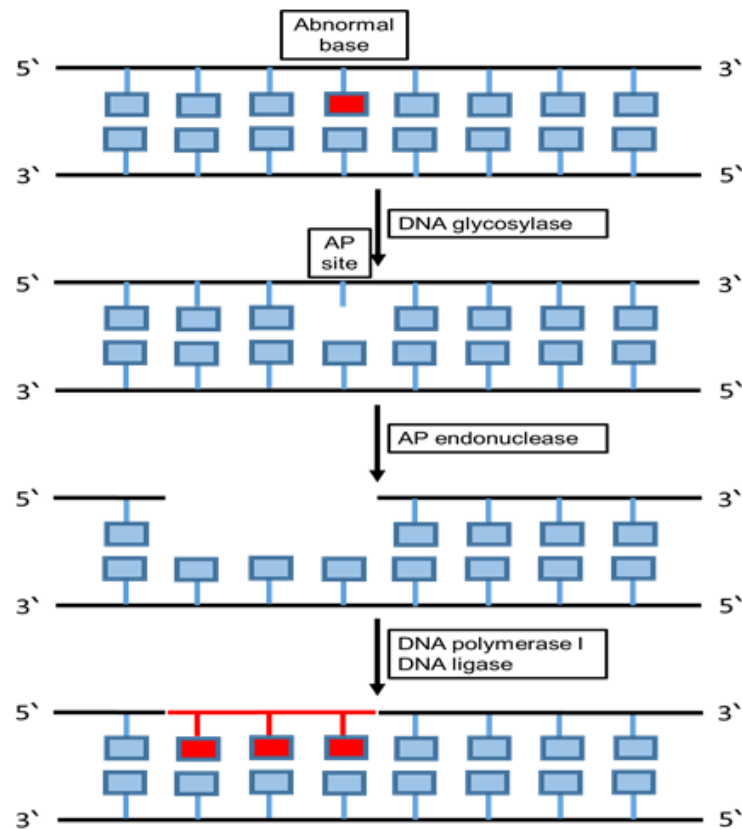 Abnormal
base
5` 3`
3` 5`
DNA glycosylase
AP
site
5` 3`
3` 5`
AP endonuclease
5` 3`
3` 5`
DNA polymerase I
DNA ligase
5` 3`
3` 5`